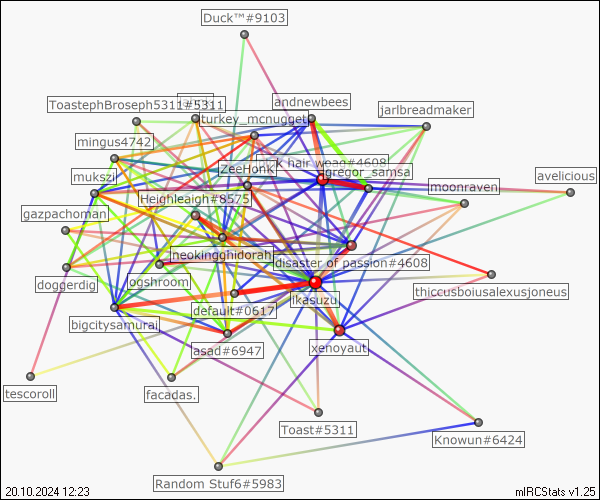 Duck™#9103
ToastephBroseph5311#5311
andnewbees
jarlbreadmaker
turkey_mcnugget
mingus4742
hair weag#4608
ZeeHonk
gregor_samsa
mukszii
avelicious
moonraven
Heighleaigh#8575
gazpachoman
neokingghidorah
disaster of passion#4608
doggerdig
ogshroom
thiccusboiusalexusjoneus
ikasuzu
default#0617
bigcitysamurai
xenoyaut
asad#6947
tescoroll
facadas.
Toast#5311
Knowun#6424
Random Stuf6#5983
20.10.2024 12:23
mIRCStats v1.25